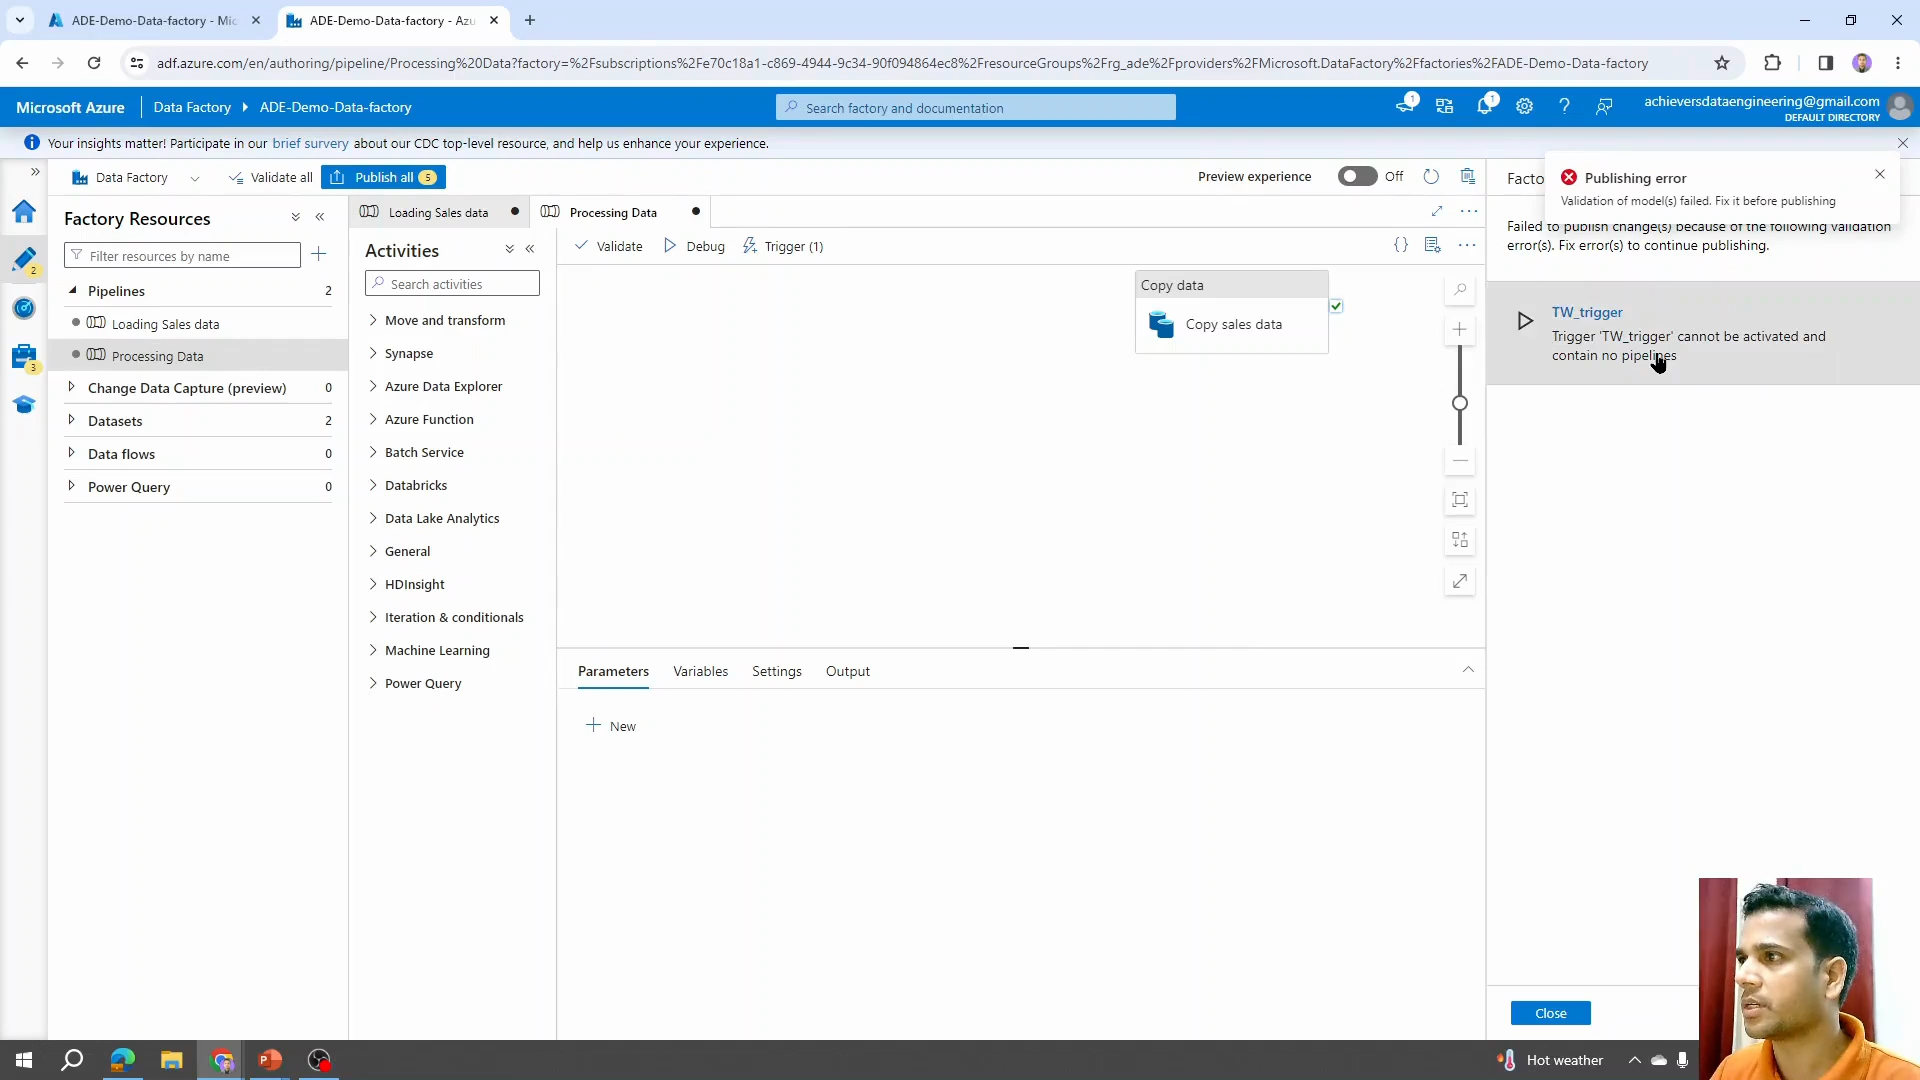 ADE-Demo-Data-factory - Mic
ADE-Demo-Data-factory - Azu
adf.azure.com/en/authoring/pipeline/Processing%20Data?factory=%2Fsubscriptions%2Fe70c18a1-c869-4944-9c34-90f094864ec8%2FresourceGroups%2Frg_ade%2Fproviders%2FMicrosoft.DataFactory%2Ffactories%2FADE-Demo-Data-factory
Microsoft Azure
Data Factory
ADE-Demo-Data-factory
Search factory and documentation
1
1
achieversdataengineering@gmail.com
DEFAULT DIRECTORY
Your insights matter! Participate in our brief survey about our CDC top-level resource, and help us enhance your experience.
Data Factory
Validate all
Publish all 5
Preview experience
Off
Facto
Publishing error
Validation of model(s) failed. Fix it before publishing
Failed to publish change(s) because of the following validation
error(s). Fix error(s) to continue publishing.
TW_trigger
Trigger 'TW_trigger' cannot be activated and
contain no pipelines
Close
2
3
Factory Resources
Filter resources by name
Pipelines 2
Loading Sales data
Processing Data
Change Data Capture (preview) 0
Datasets 2
Data flows 0
Power Query 0
Loading Sales data
Processing Data
Activities
Search activities
Move and transform
Synapse
Azure Data Explorer
Azure Function
Batch Service
Databricks
Data Lake Analytics
General
HDInsight
Iteration & conditionals
Machine Learning
Power Query
Validate
Debug
Trigger (1)
{}
Copy data
Copy sales data
Parameters
Variables
Settings
Output
New
Hot weather